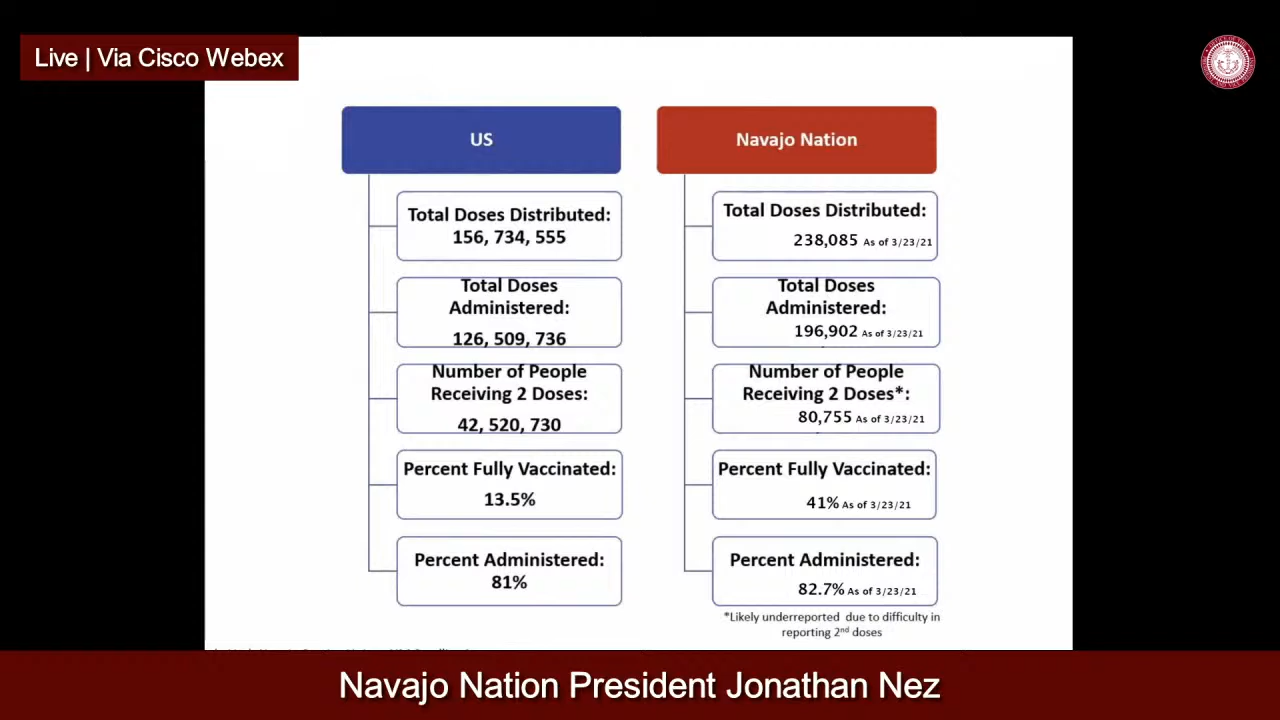 Live | Via Cisco Webex
US
Total Doses Distributed:
156, 734, 555
Total Doses
Administered:
126, 509, 736
Number of People
Receiving 2 Doses:
42, 520, 730
Percent Fully Vaccinated:
13.5%
Percent Administered:
81%
Navajo Nation
Total Doses Distributed:
238,085 As of 3/23/21
Total Doses
Administered:
196,902 As of 3/23/21
Number of People
Receiving 2 Doses*:
80,755 As of 3/23/21
Percent Fully Vaccinated:
41% As of 3/23/21
Percent Administered:
82.7% As of 3/23/21
*Likely underreported due to difficulty in
reporting 2nd doses
Navajo Nation President Jonathan Nez